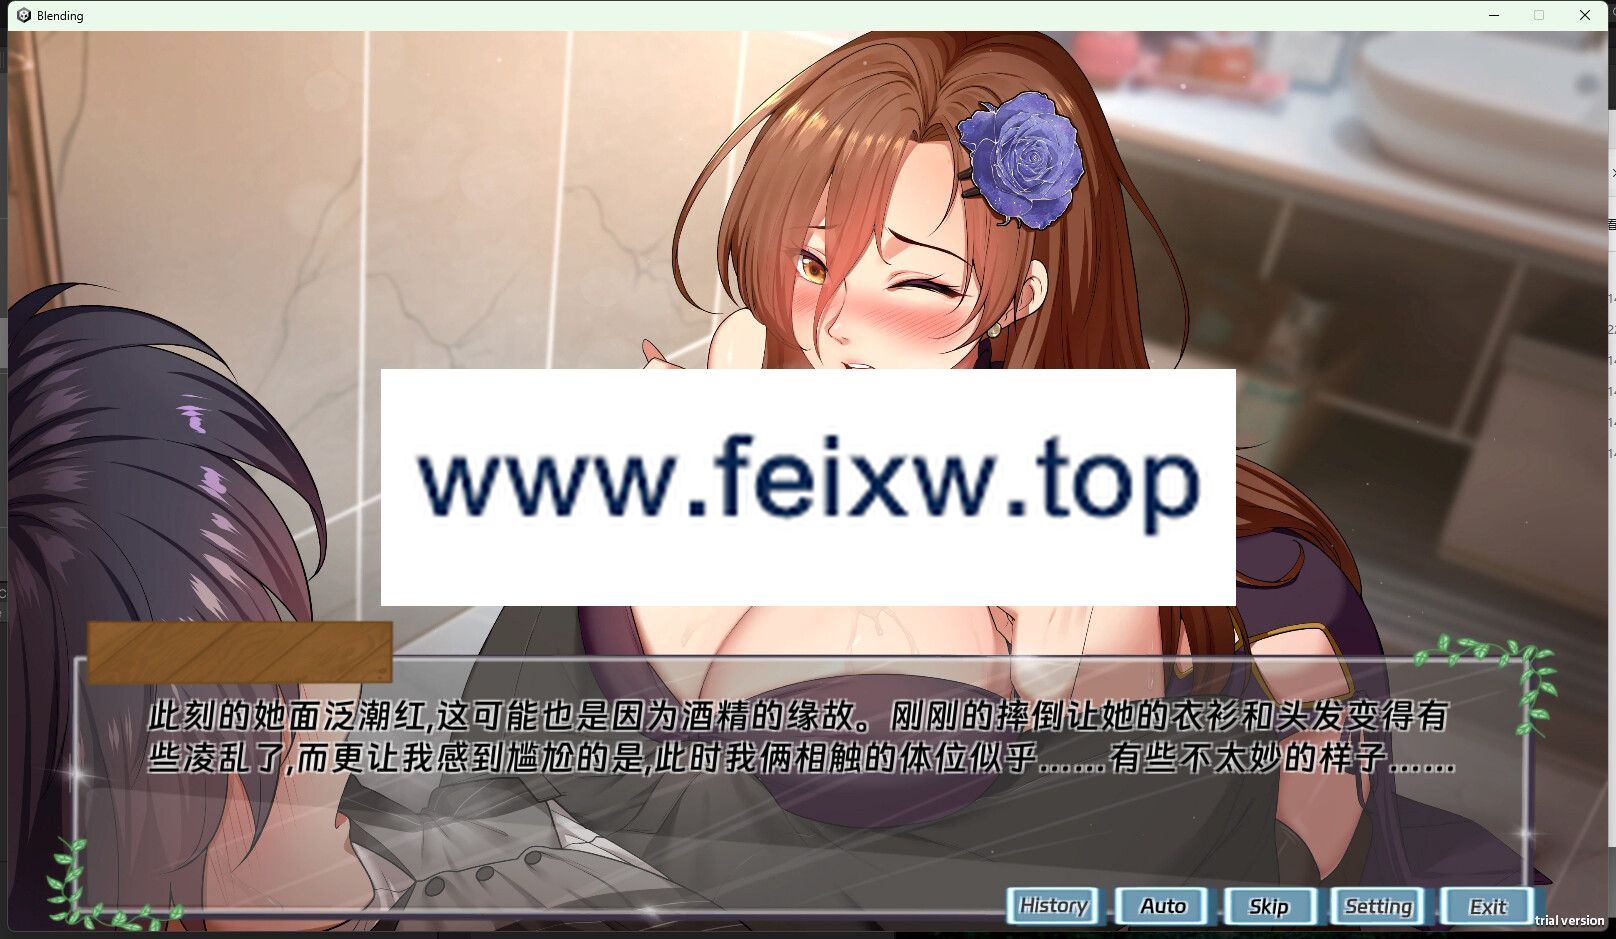 Blending
www.feixw.top
此刻的她面泛潮红,这可能也是因为酒精的缘故。刚刚的摔倒让她的衣衫和头发变得有
些凌乱了,而更让我感到尴尬的是,此时我俩相触的体位似乎……有些不太妙的样子……
History Auto Skip Setting Exit
trial version